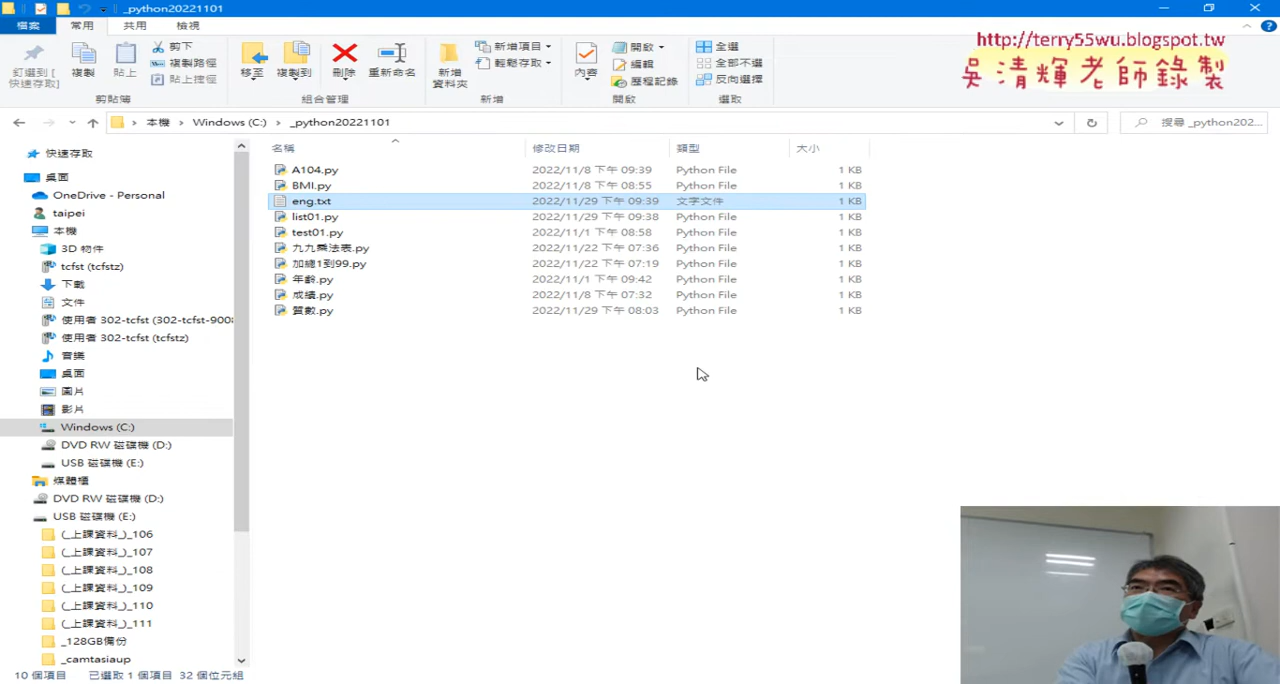 _python20221101
檔案 常用 共用 檢視
釘選到 [快速存取] 複製 貼上 剪下 複製路徑 貼上捷徑 移至 複製到 刪除 重新命名 新增資料夾 新增項目 輕鬆存取 內容 開啟 編輯 歷程記錄 全選 全部不選 反向選擇
剪貼簿 組合管理 新增 開啟 選取
http://terry55wu.blogspot.tw
吳清輝老師錄製
本機 Windows (C:) _python20221101 搜尋 _python202...
名稱 修改日期 類型 大小
A104.py 2022/11/8 下午 09:39 Python File 1 KB
BMI.py 2022/11/8 下午 08:55 Python File 1 KB
eng.txt 2022/11/29 下午 09:39 文字文件 1 KB
list01.py 2022/11/29 下午 09:38 Python File 1 KB
test01.py 2022/11/1 下午 08:58 Python File 1 KB
九九乘法表.py 2022/11/22 下午 07:36 Python File 1 KB
加總1到99.py 2022/11/22 下午 07:19 Python File 1 KB
年齡.py 2022/11/1 下午 09:42 Python File 1 KB
成績.py 2022/11/8 下午 07:32 Python File 1 KB
質數.py 2022/11/29 下午 08:03 Python File 1 KB
快速存取
桌面
OneDrive - Personal
taipei
本機
3D 物件
tcfst (tcfstz)
下載
文件
使用者 302-tcfst (302-tcfst-900
使用者 302-tcfst (tcfstz)
音樂
桌面
圖片
影片
Windows (C:)
DVD RW 磁碟機 (D:)
USB 磁碟機 (E:)
媒體櫃
DVD RW 磁碟機 (D:)
USB 磁碟機 (E:)
(_上課資料_)_106
(_上課資料_)_107
(_上課資料_)_108
(_上課資料_)_109
(_上課資料_)_110
(_上課資料_)_111
_128GB備份
_camtasiaup
10 個項目 已選取 1 個項目 32 個位元組